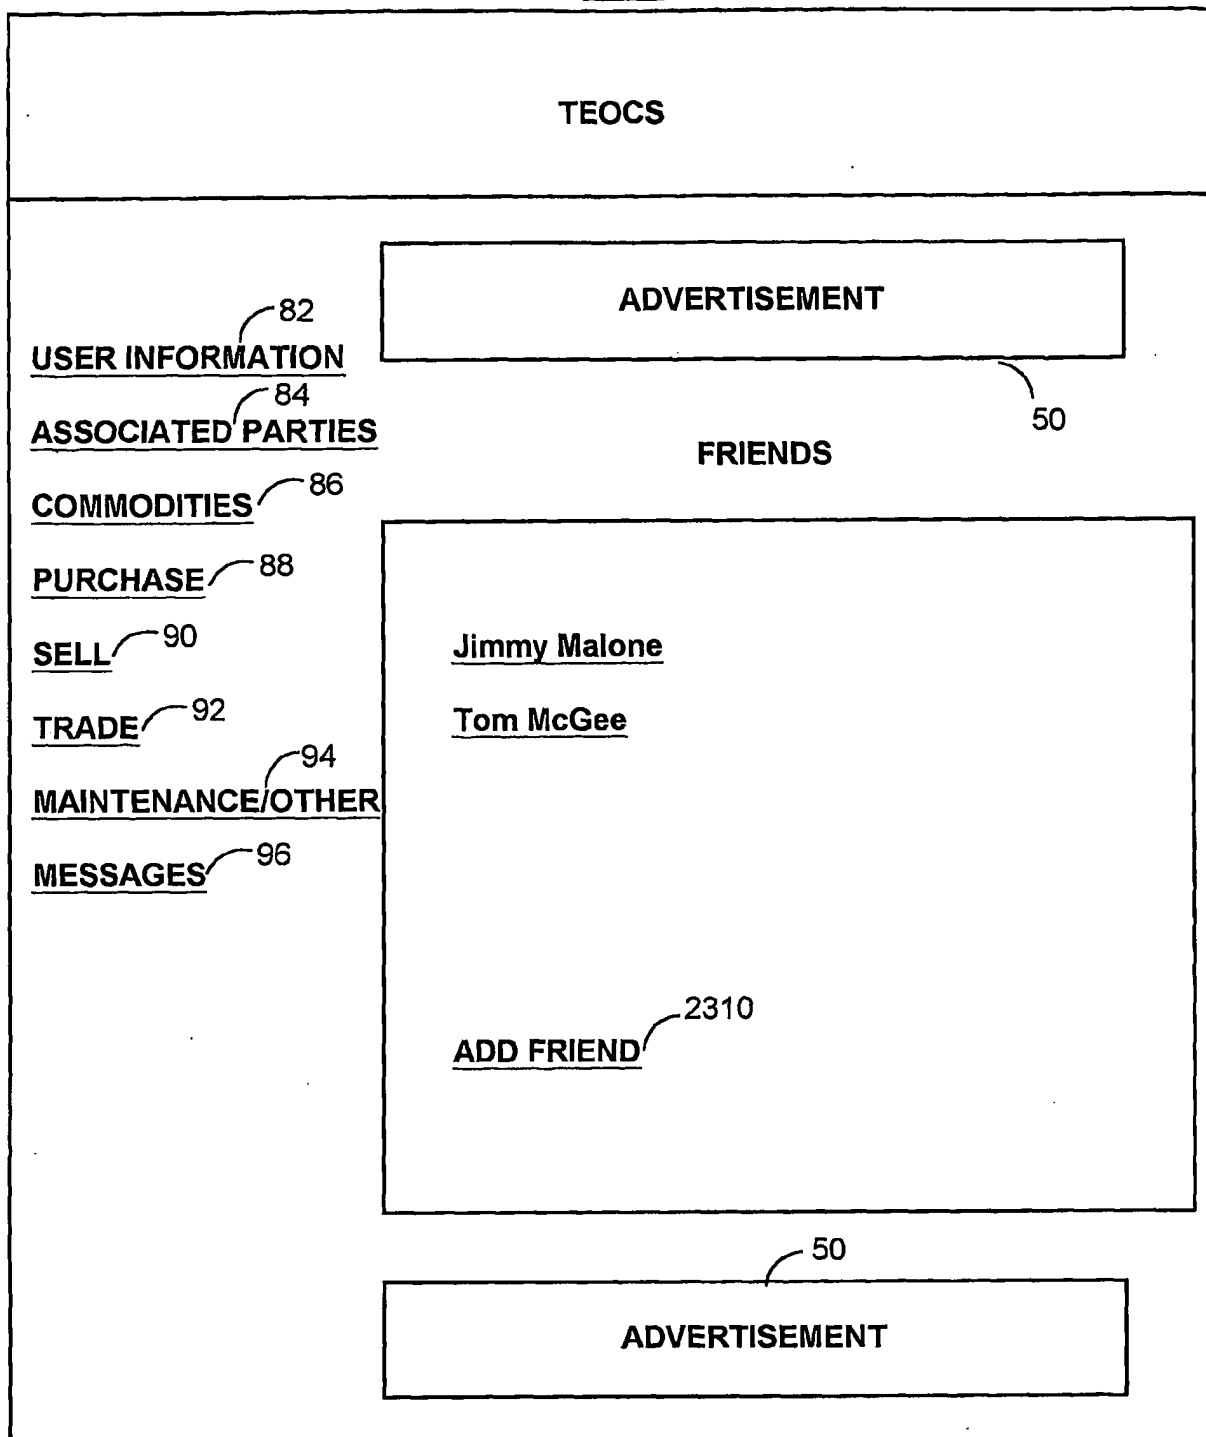 TEOCS
ADVERTISEMENT
50
82
USER INFORMATION
84
ASSOCIATED PARTIES
86
COMMODITIES
88
PURCHASE
90
SELL
92
TRADE
94
MAINTENANCE/OTHER
96
MESSAGES
FRIENDS
Jimmy Malone
Tom McGee
2310
ADD FRIEND
50
ADVERTISEMENT